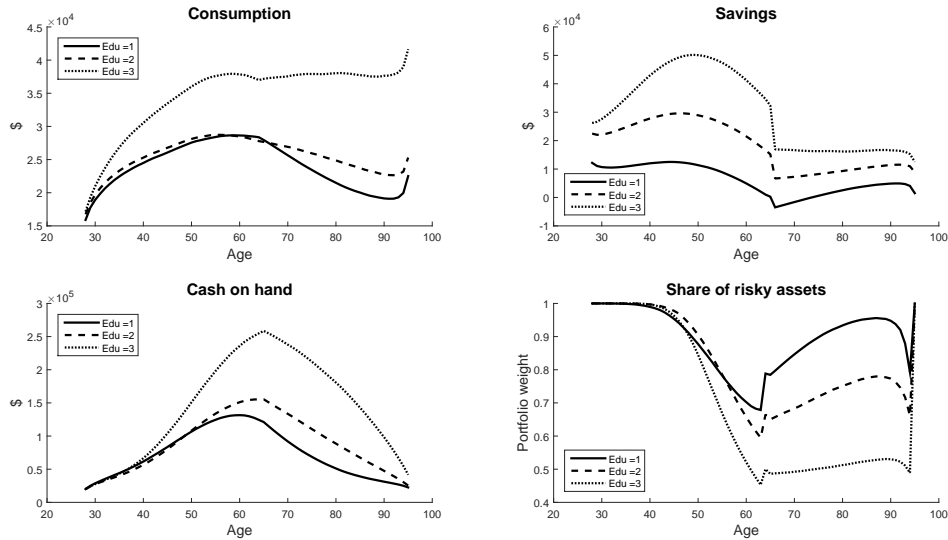 Consumption
×10⁴
4.5
4
3.5
3
2.5
2
1.5
$
Edu =1
Edu =2
Edu =3
20 30 40 50 60 70 80 90 100
Age
Savings
×10⁴
6
5
4
3
2
1
0
-1
$
Edu =1
Edu =2
Edu =3
20 30 40 50 60 70 80 90 100
Age
Cash on hand
×10⁵
3
2.5
2
1.5
1
0.5
0
$
Edu =1
Edu =2
Edu =3
20 30 40 50 60 70 80 90 100
Age
Share of risky assets
1
0.9
0.8
0.7
0.6
0.5
0.4
Portfolio weight
Edu =1
Edu =2
Edu =3
20 30 40 50 60 70 80 90 100
Age